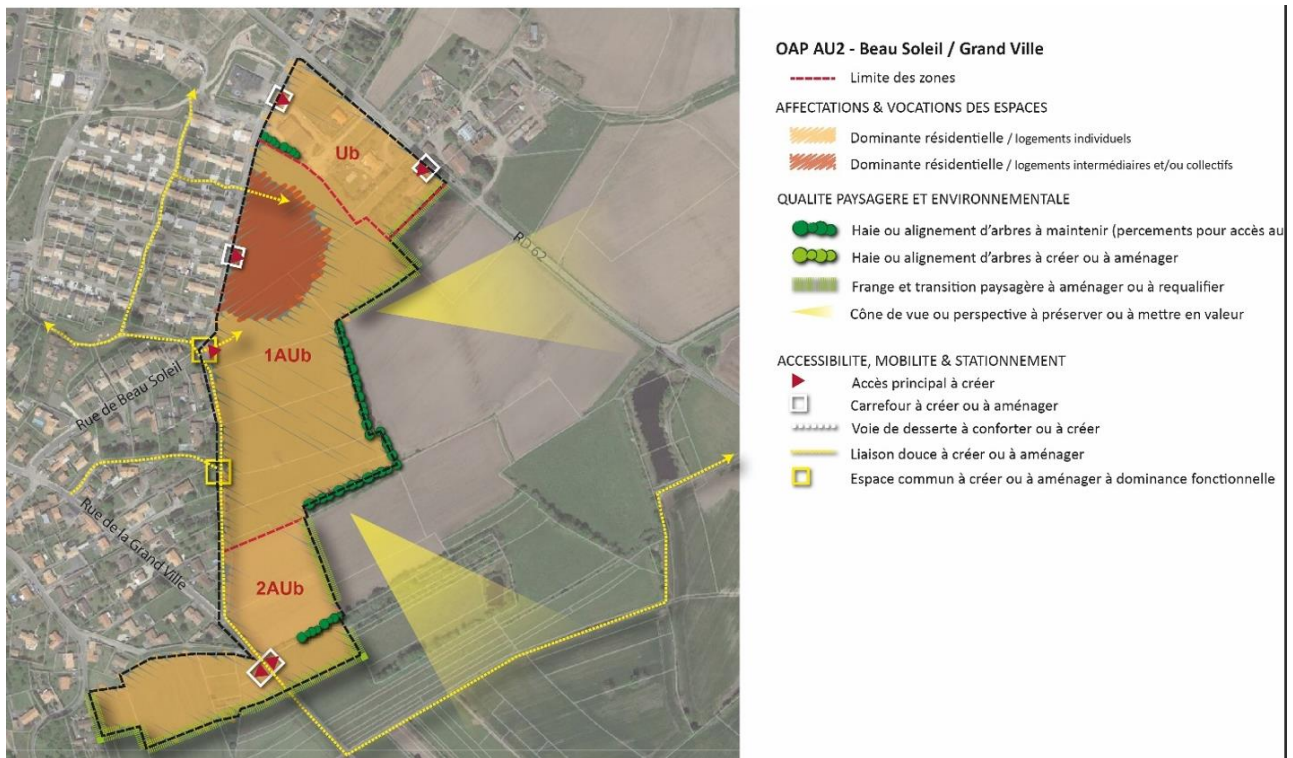 OAP AU2 - Beau Soleil / Grand Ville
Limite des zones
AFFECTATIONS & VOCATIONS DES ESPACES
Dominante résidentielle / logements individuels
Dominante résidentielle / logements intermédiaires et/ou collectifs
QUALITE PAYSAGERE ET ENVIRONNEMENTALE
Haie ou alignement d'arbres à maintenir (percements pour accès au
Haie ou alignement d'arbres à créer ou à aménager
Frange et transition paysagère à aménager ou à requalifier
Cône de vue ou perspective à préserver ou à mettre en valeur
ACCESSIBILITE, MOBILITE & STATIONNEMENT
Accès principal à créer
Carrefour à créer ou à aménager
Voie de desserte à conforter ou à créer
Liaison douce à créer ou à aménager
Espace commun à créer ou à aménager à dominance fonctionnelle
Ub
RD 62
1AUb
Rue de Beau Soleil
Rue de la Grand Ville
2AUb